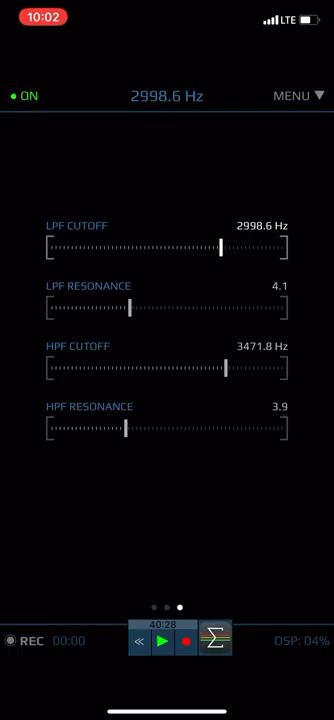 10:02
LTE
ON
2998.6 Hz
MENU ▼
LPF CUTOFF 2998.6 Hz
LPF RESONANCE 4.1
HPF CUTOFF 3471.8 Hz
HPF RESONANCE 3.9
40:28
REC 00:00
Σ
DSP: 04%